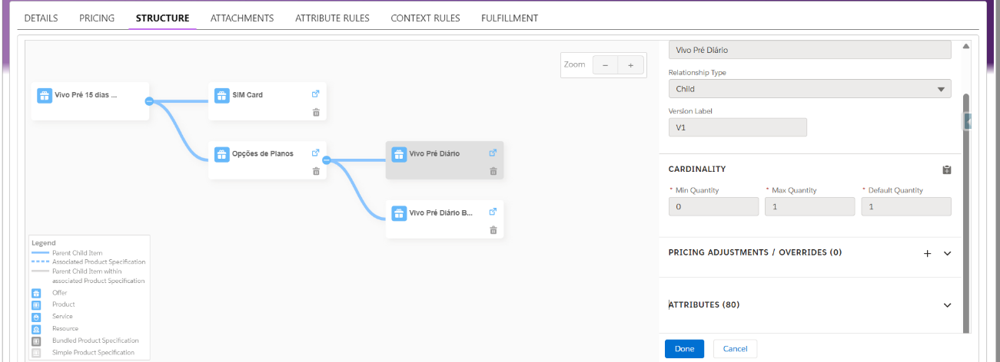 DETAILS PRICING STRUCTURE ATTACHMENTS ATTRIBUTE RULES CONTEXT RULES FULFILLMENT
Zoom − +
Vivo Pré 15 dias ...
SIM Card
Opções de Planos
Vivo Pré Diário
Vivo Pré Diário B...
Legend
Parent Child Item
Associated Product Specification
Parent Child Item within
associated Product Specification
Offer
Product
Service
Resource
Bundled Product Specification
Simple Product Specification
Vivo Pré Diário
Relationship Type
Child
Version Label
V1
CARDINALITY
* Min Quantity * Max Quantity * Default Quantity
0 1 1
PRICING ADJUSTMENTS / OVERRIDES (0) +
ATTRIBUTES (80)
Done Cancel